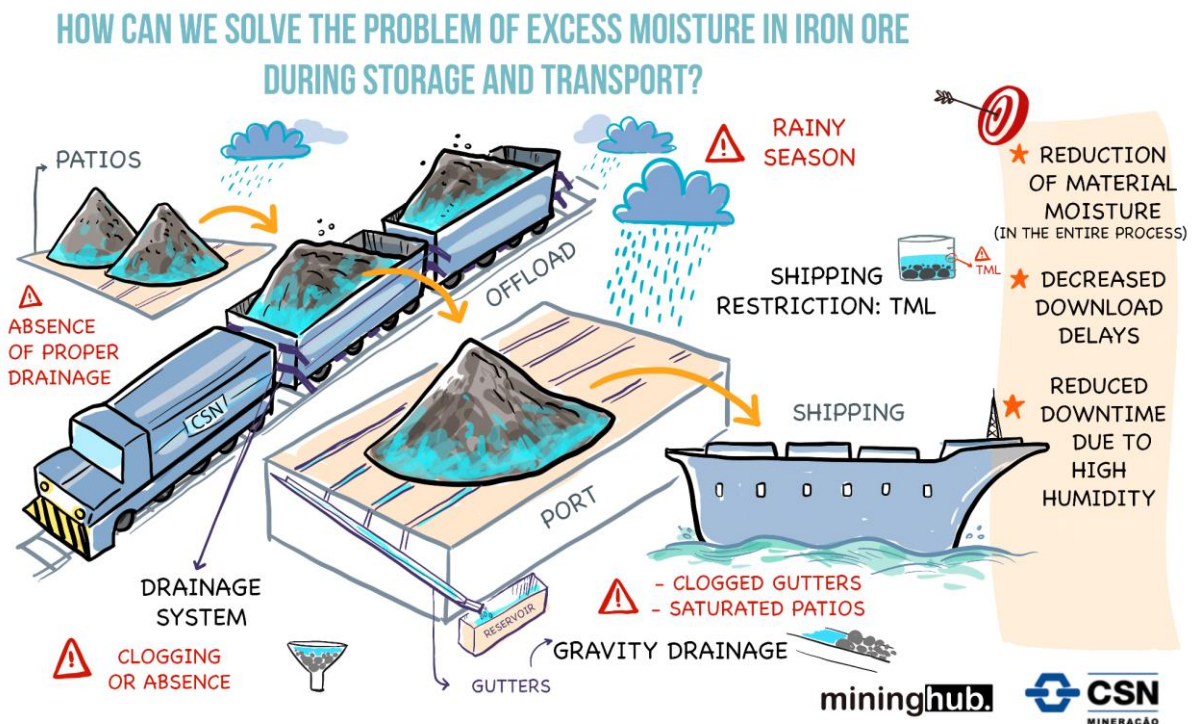 HOW CAN WE SOLVE THE PROBLEM OF EXCESS MOISTURE IN IRON ORE
DURING STORAGE AND TRANSPORT?
PATIOS
ABSENCE
OF PROPER
DRAINAGE
CSN
OFFLOAD
RAINY
SEASON
SHIPPING
RESTRICTION: TML
TML
PORT
SHIPPING
DRAINAGE
SYSTEM
CLOGGING
OR ABSENCE
RESERVOIR
GUTTERS
- CLOGGED GUTTERS
- SATURATED PATIOS
GRAVITY DRAINAGE
REDUCTION
OF MATERIAL
MOISTURE
(IN THE ENTIRE PROCESS)
DECREASED
DOWNLOAD
DELAYS
REDUCED
DOWNTIME
DUE TO
HIGH
HUMIDITY
mininghub.
CSN
MINERAÇÃO